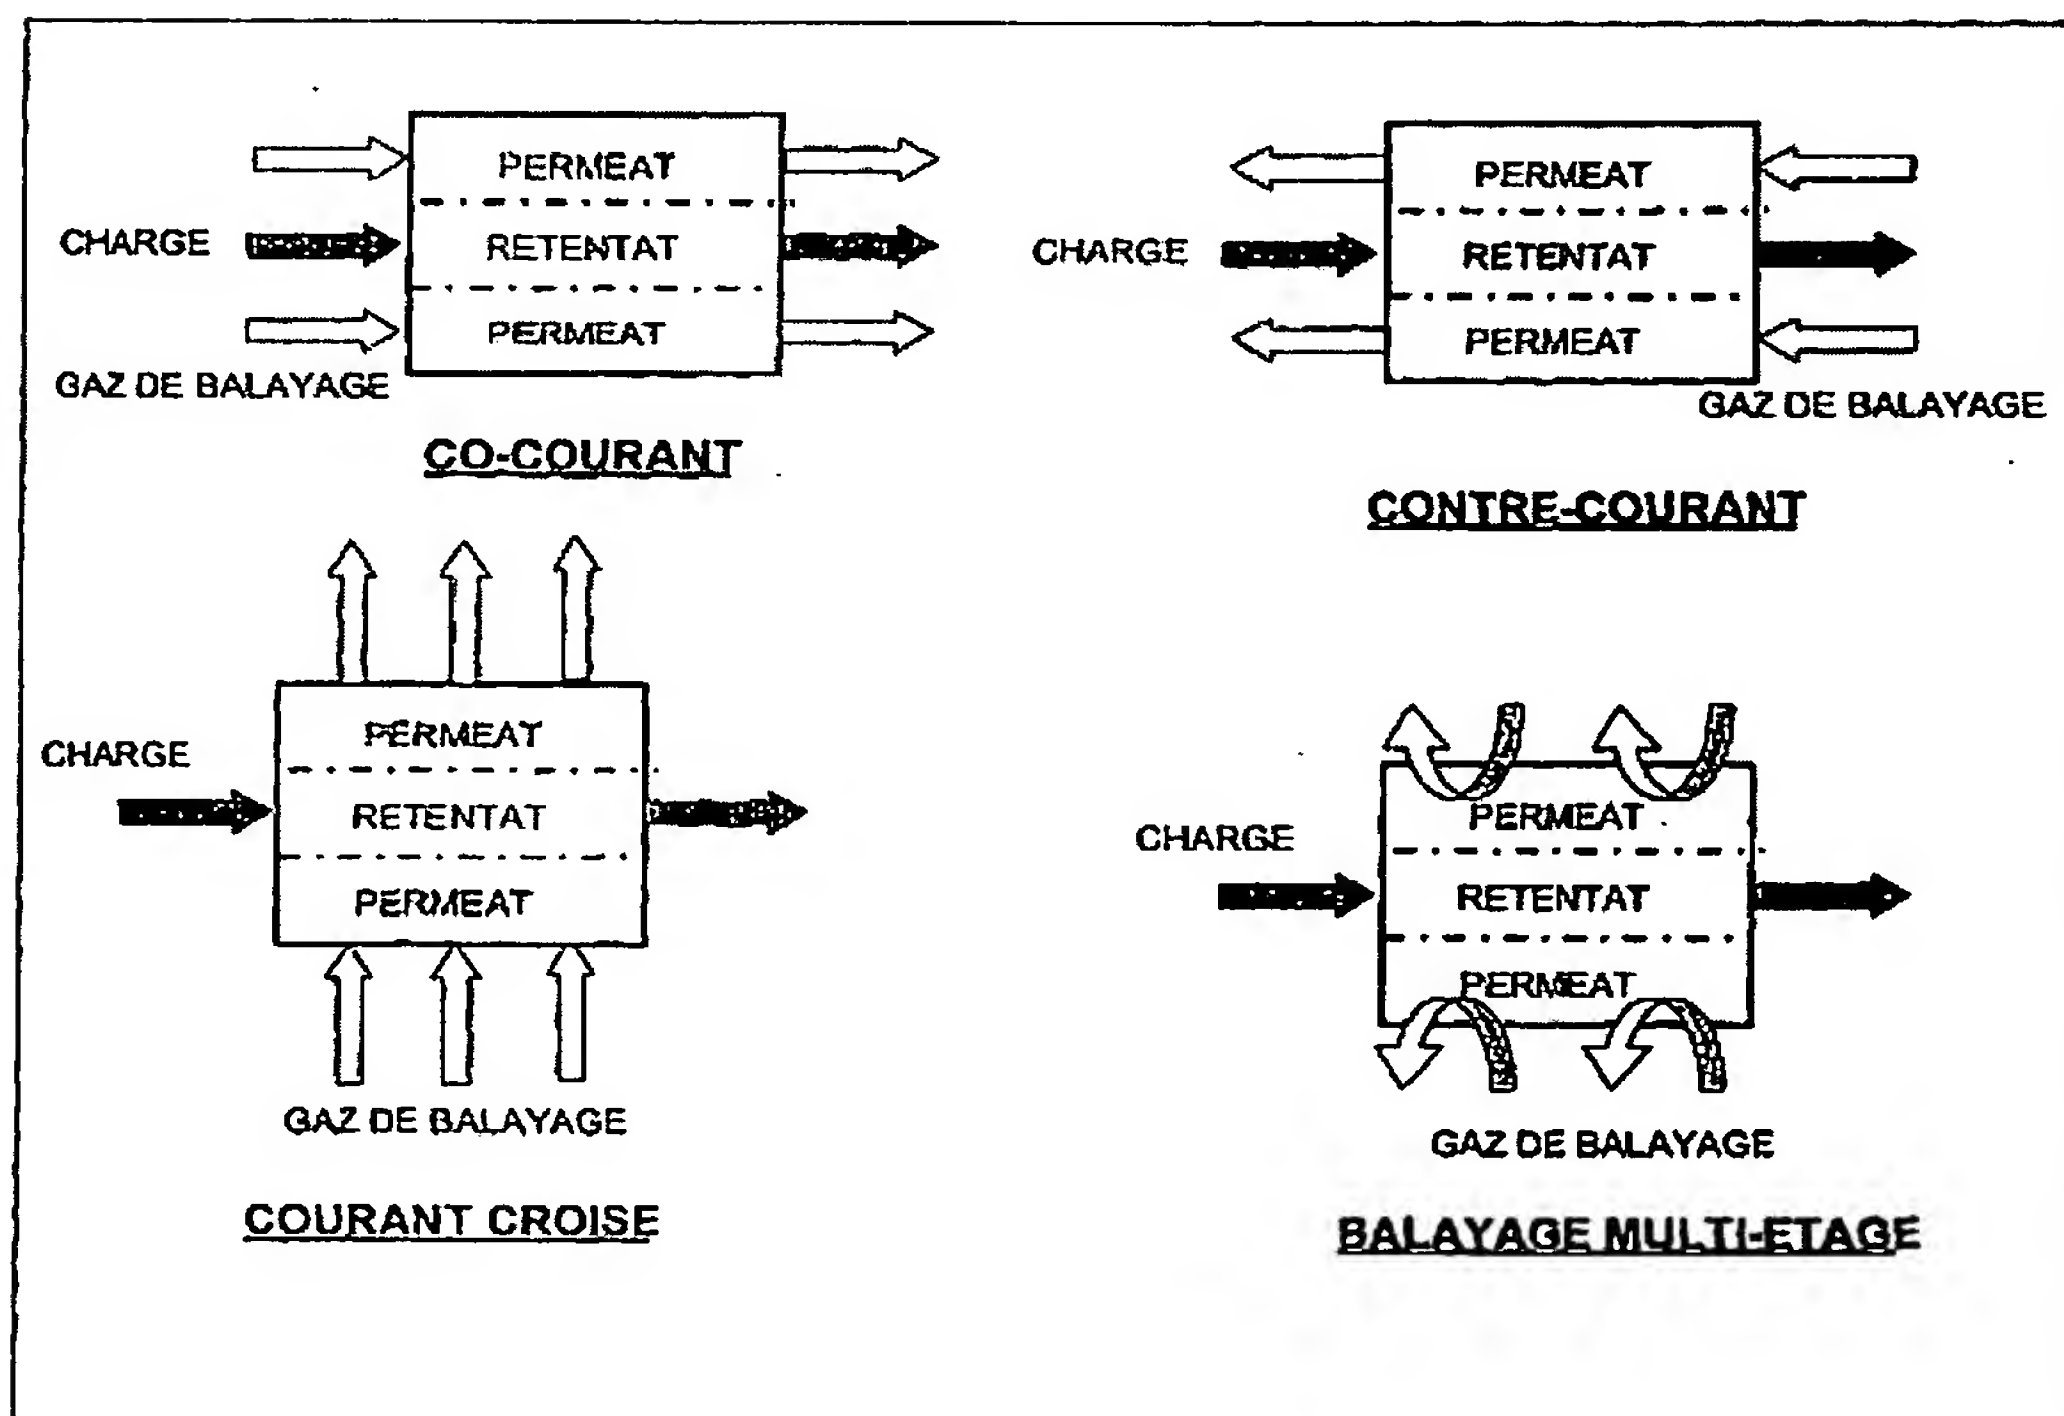 PERMEAT
CHARGE
RETENTAT
PERMEAT
GAZ DE BALAYAGE
CO-COURANT
PERMEAT
CHARGE
RETENTAT
PERMEAT
GAZ DE BALAYAGE
CONTRE-COURANT
PERMEAT
CHARGE
RETENTAT
PERMEAT
GAZ DE BALAYAGE
COURANT CROISE
PERMEAT
CHARGE
RETENTAT
PERMEAT
GAZ DE BALAYAGE
BALAYAGE MULTI-ETAGE